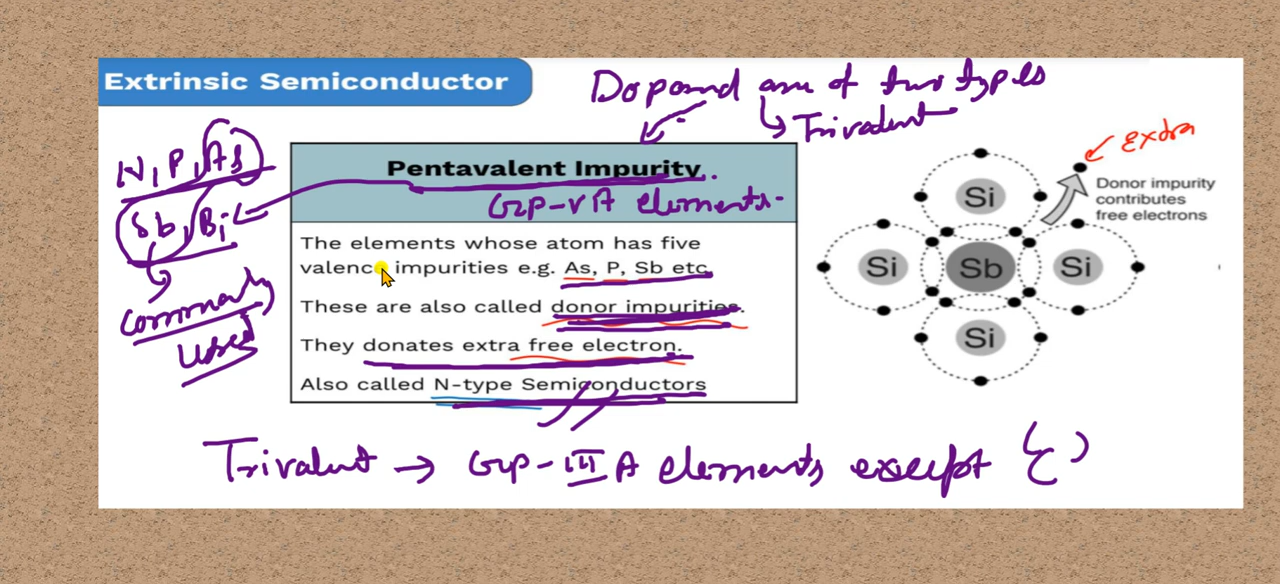 Extrinsic Semiconductor
Dopand are of two types
Trivalent
N, P, As
Sb, Bi
Commonly
Used
Pentavalent Impurity
Grp-VA elements.
The elements whose atom has five
valenc impurities e.g. As, P, Sb etc.
These are also called donor impurities.
They donates extra free electron.
Also called N-type Semiconductors
Extra
Donor impurity
contributes
free electrons
Si
Si Sb Si
Si
Trivalent → Grp-III A elements except